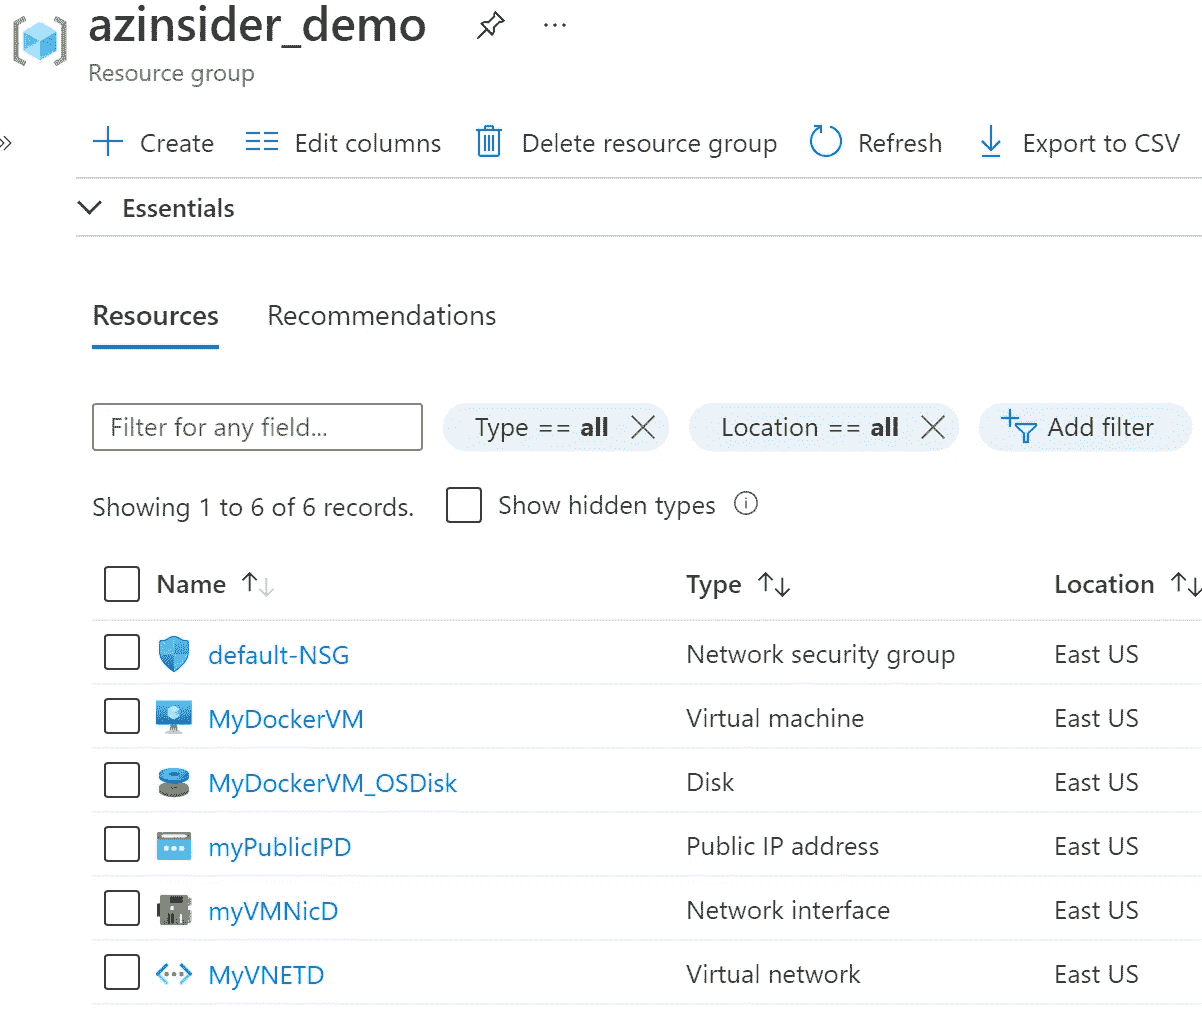 azinsider_demo
Resource group
Create Edit columns Delete resource group Refresh Export to CSV
Essentials
Resources Recommendations
Filter for any field... Type == all Location == all Add filter
Showing 1 to 6 of 6 records. Show hidden types
Name Type Location
default-NSG Network security group East US
MyDockerVM Virtual machine East US
MyDockerVM_OSDisk Disk East US
myPublicIPD Public IP address East US
myVMNicD Network interface East US
MyVNETD Virtual network East US